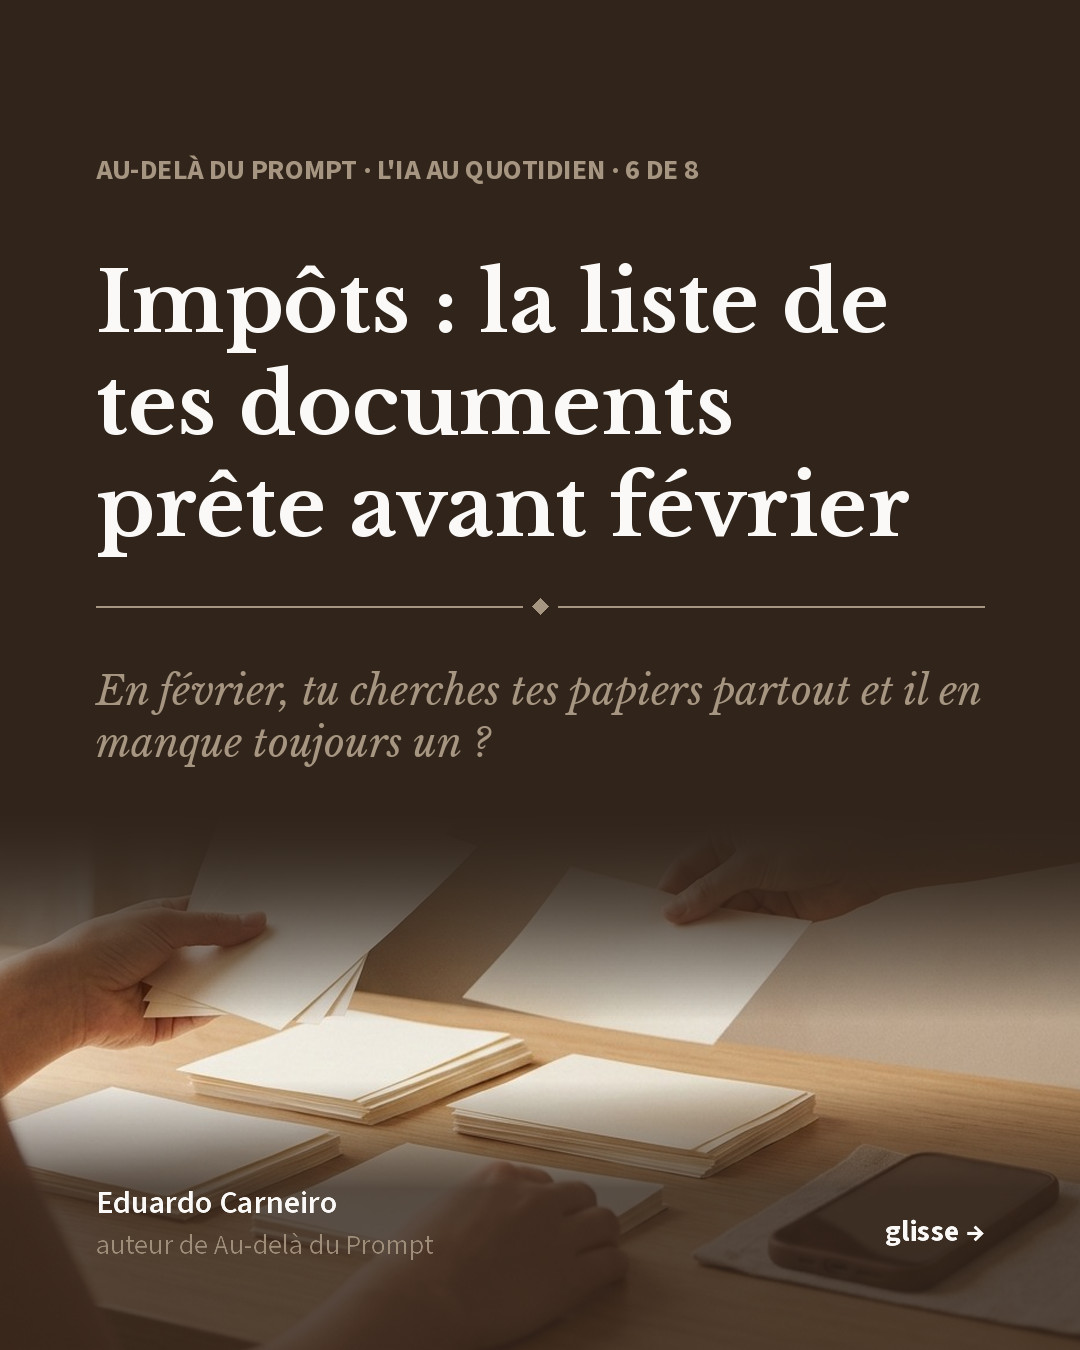 AU-DELÀ DU PROMPT · L'IA AU QUOTIDIEN · 6 DE 8
Impôts : la liste de
tes documents
prête avant février
En février, tu cherches tes papiers partout et il en
manque toujours un ?
Eduardo Carneiro
auteur de Au-delà du Prompt
glisse →